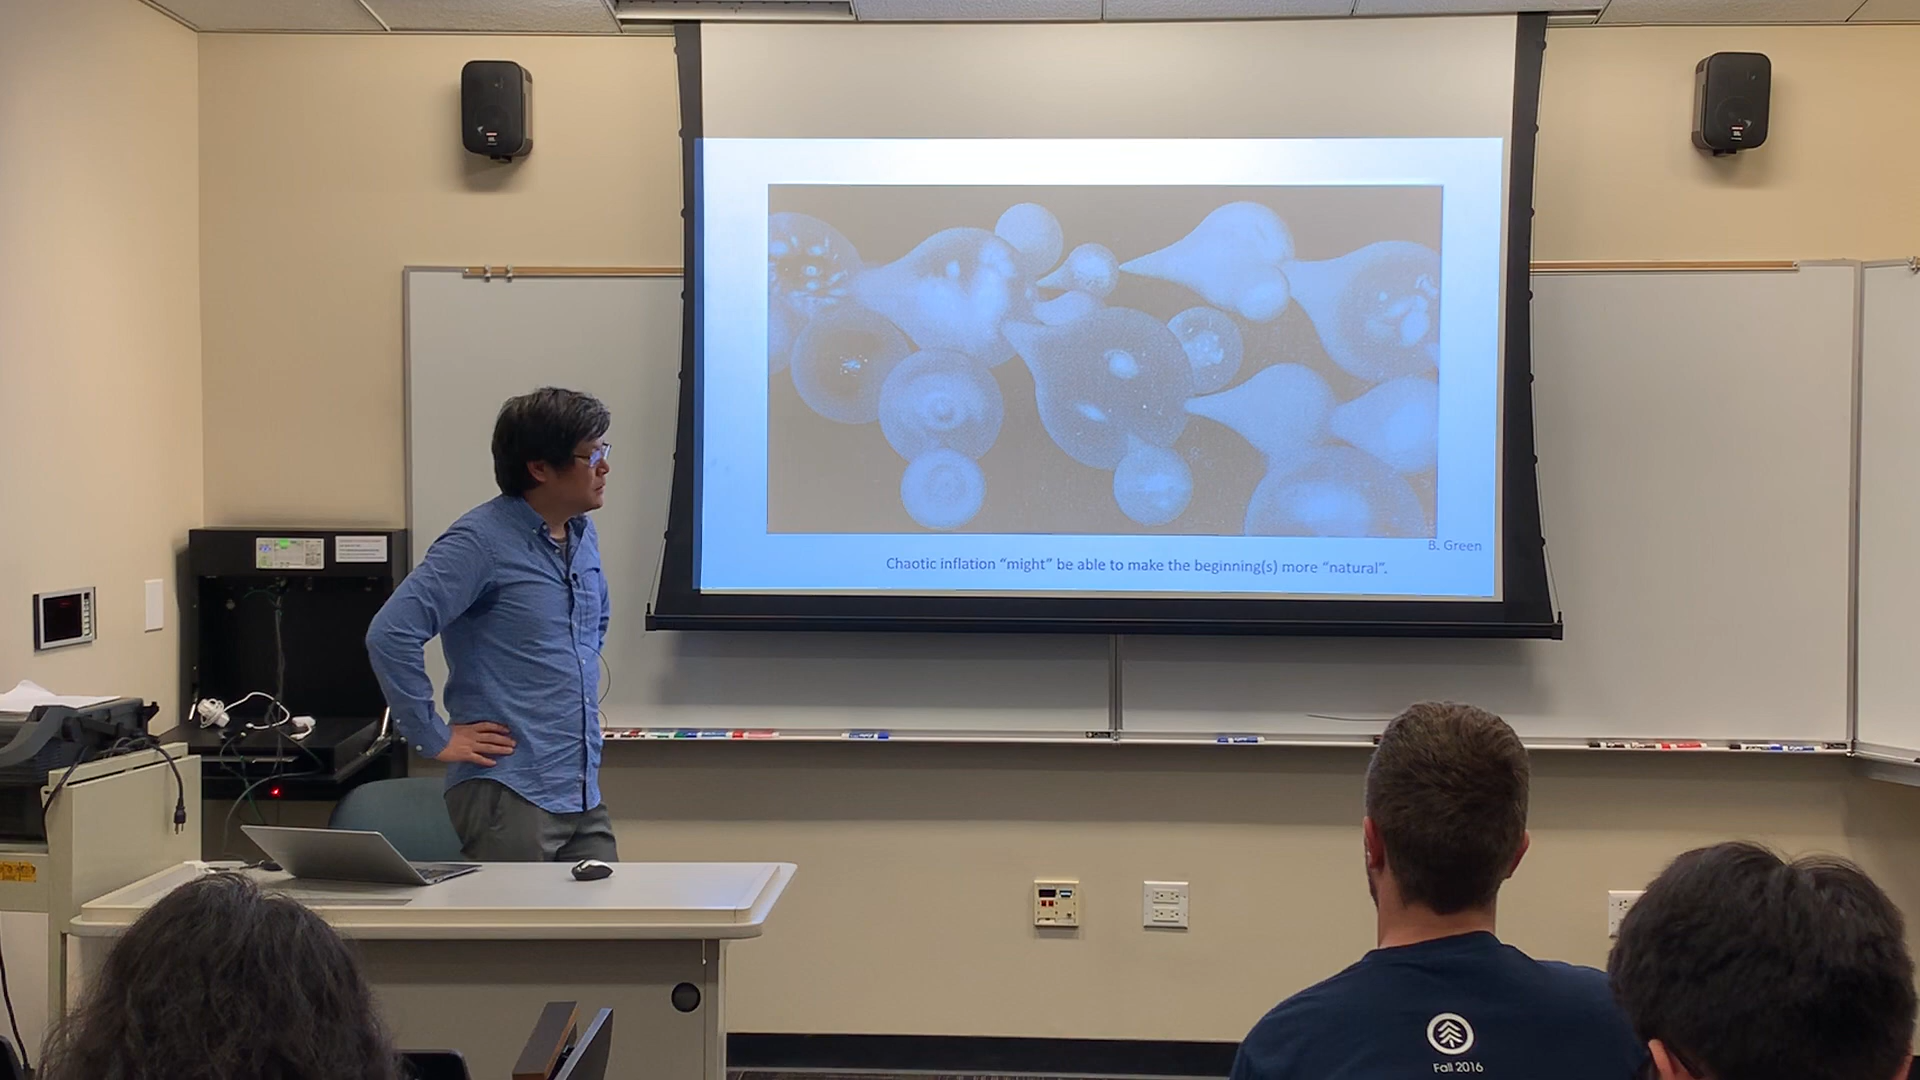 B. Green
Chaotic inflation “might” be able to make the beginning(s) more “natural”.
Fall 2016